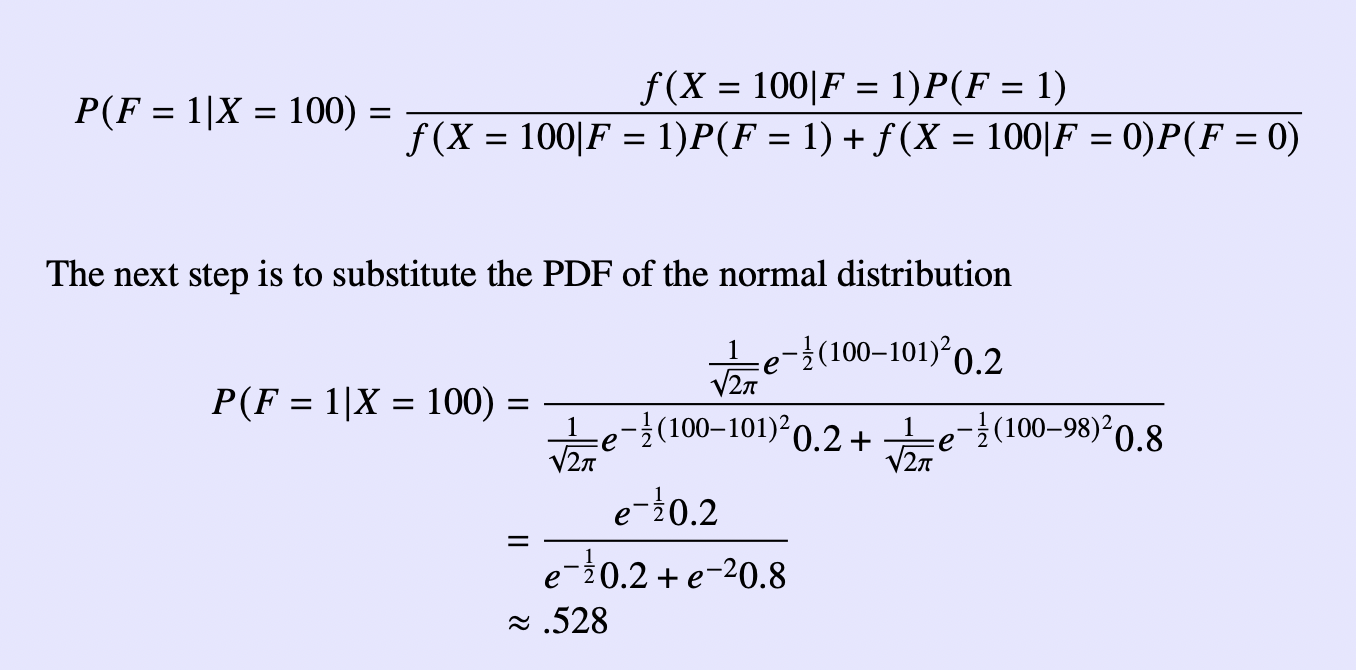 P(F = 1|X = 100) = \frac{f(X = 100|F = 1)P(F = 1)}{f(X = 100|F = 1)P(F = 1) + f(X = 100|F = 0)P(F = 0)}
The next step is to substitute the PDF of the normal distribution
P(F = 1|X = 100) = \frac{\frac{1}{\sqrt{2\pi}}e^{-\frac{1}{2}(100-101)^2}0.2}{\frac{1}{\sqrt{2\pi}}e^{-\frac{1}{2}(100-101)^2}0.2 + \frac{1}{\sqrt{2\pi}}e^{-\frac{1}{2}(100-98)^2}0.8}
= \frac{e^{-\frac{1}{2}}0.2}{e^{-\frac{1}{2}}0.2 + e^{-2}0.8}
≈ .528